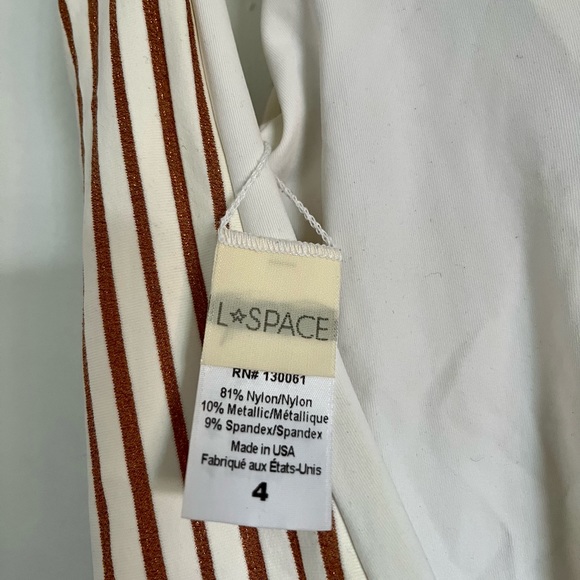 L☆SPACE
RN# 130061
81% Nylon/Nylon
10% Metallic/Métallique
9% Spandex/Spandex
Made in USA
Fabriqué aux États-Unis
4